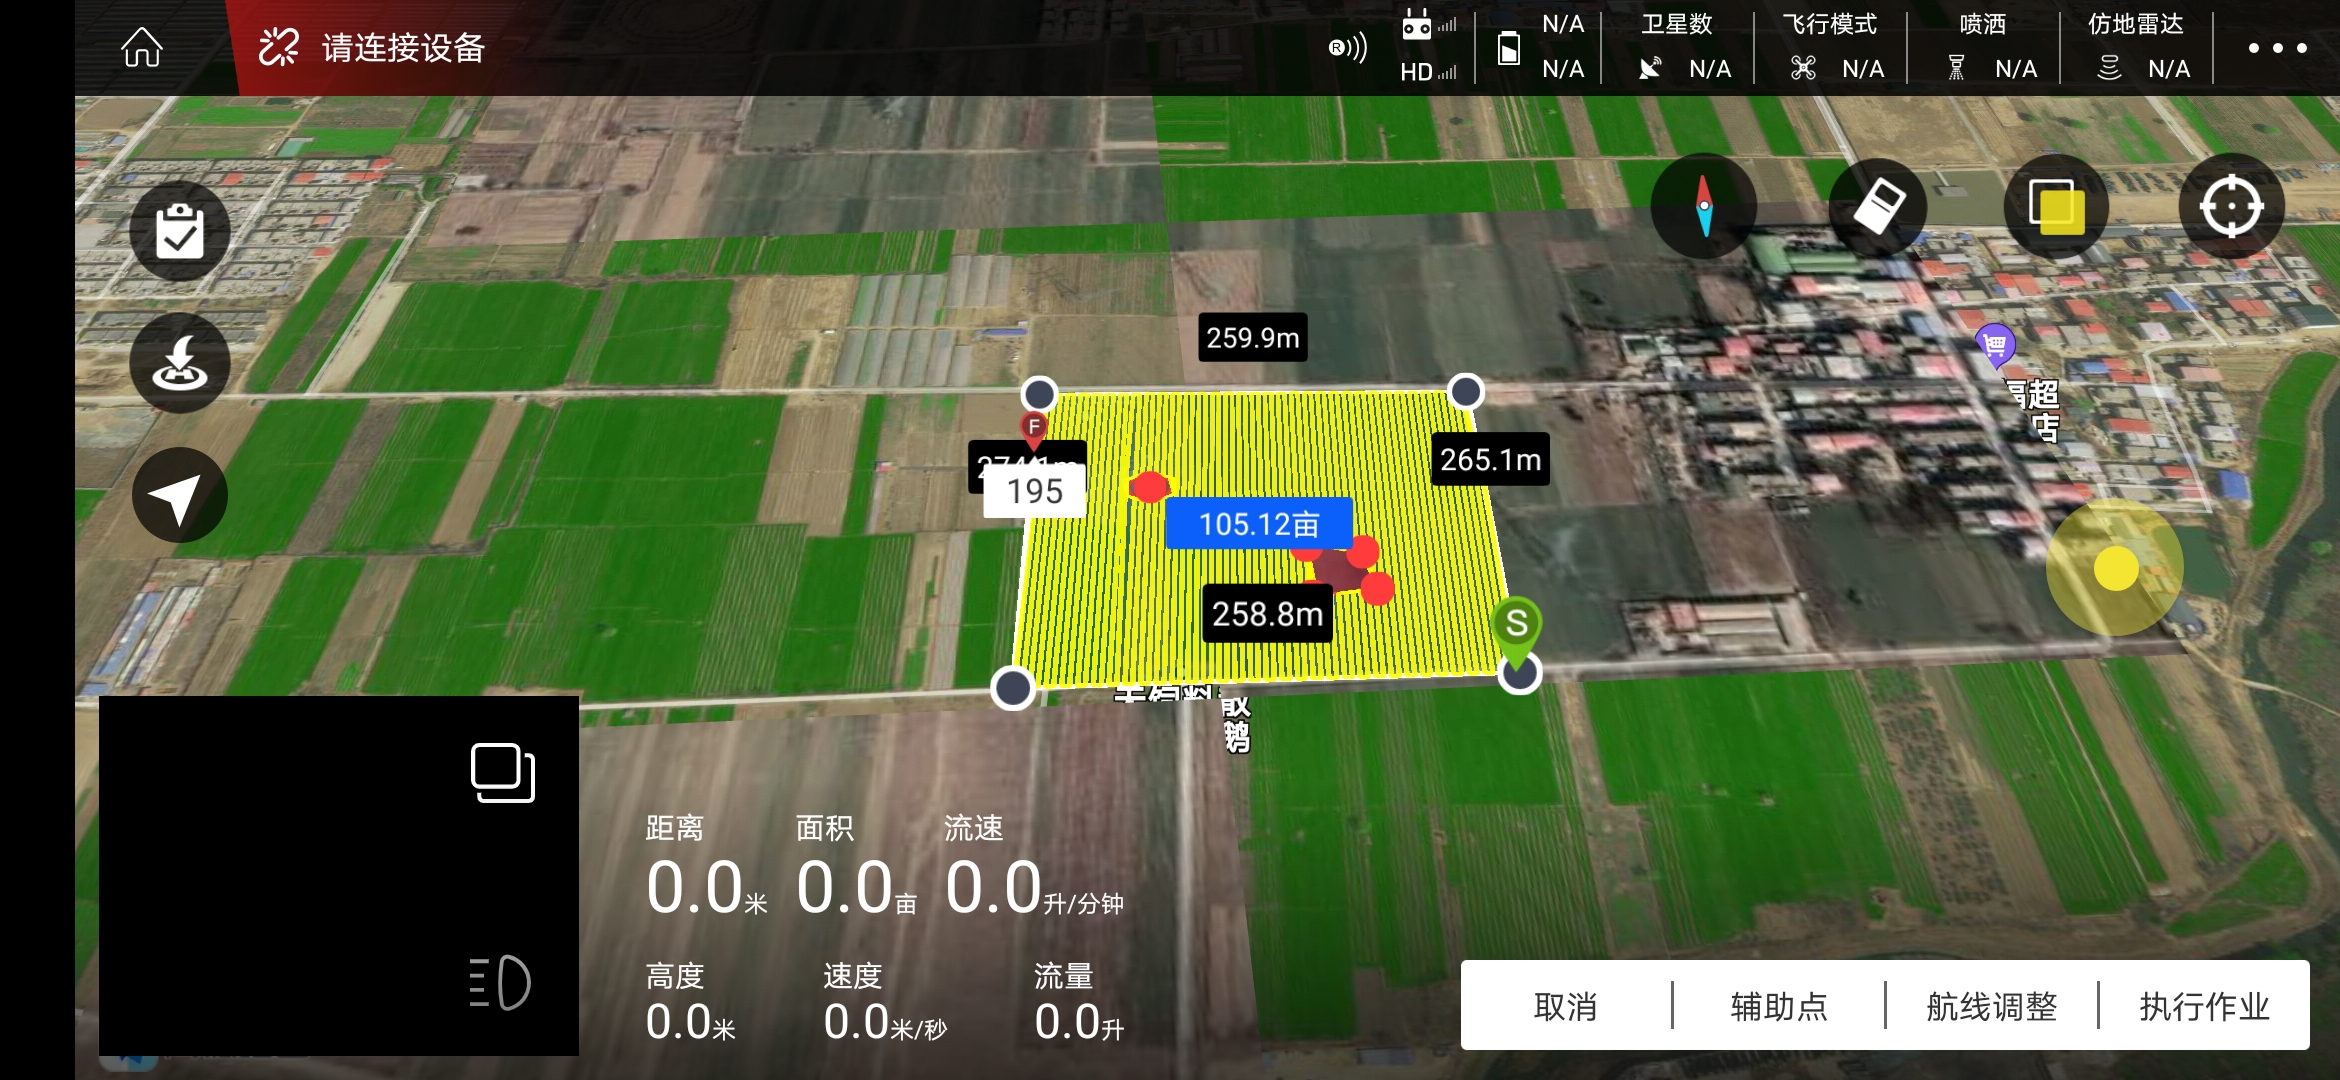 请连接设备
R
HD
N/A
N/A
卫星数
N/A
飞行模式
N/A
喷洒
N/A
仿地雷达
N/A
259.9m
F
195
265.1m
105.12亩
258.8m
S
超
店
鹅
距离
0.0米
面积
0.0亩
流速
0.0升/分钟
高度
0.0米
速度
0.0米/秒
流量
0.0升
取消
辅助点
航线调整
执行作业